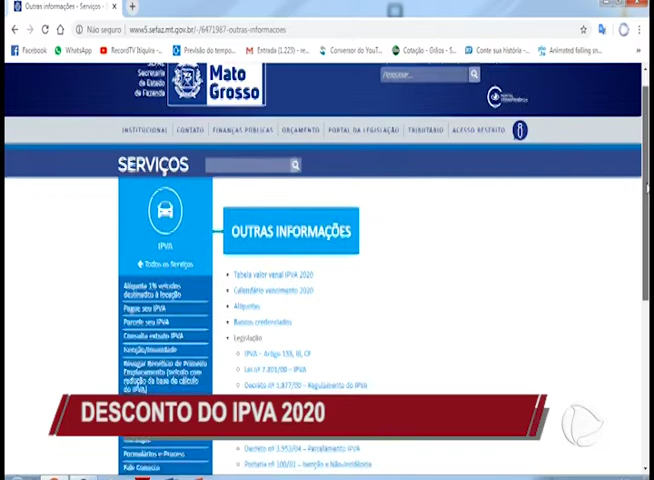 Outras informações - Serviços -
Não seguro www5.sefaz.mt.gov.br/-/6471987-outras-informacoes
Facebook WhatsApp RecordTV Itiquira -... Previsão do tempo... Entrada (1.223) - re... Conversor do YouT... Cotação - Grãos - S... Conte sua história -... Animated falling sn...
Secretaria
de Estado
de Fazenda
Mato
Grosso
INSTITUCIONAL CONTATO FINANÇAS PÚBLICAS ORÇAMENTO PORTAL DA LEGISLAÇÃO TRIBUTÁRIO ACESSO RESTRITO
SERVIÇOS
IPVA
Todos os Serviços
OUTRAS INFORMAÇÕES
Tabela valor venal IPVA 2020
Calendário vencimento 2020
Alíquotas
Bancos credenciados
Legislação
IPVA - Artigo 155, III, CF
Lei nº 7.301/00 - IPVA
Decreto nº 1.977/00 - Regulamento do IPVA
Alíquota 1% veículos
destinados à locação
Pague seu IPVA
Parcele seu IPVA
Consulta extrato IPVA
Isenção/Imunidade
Revogar Benefício de Primeiro
Emplacamento (veículo com
redução da base de cálculo
do IPVA)
DESCONTO DO IPVA 2020
Formulários e-Process
Fale Conosco
Decreto nº 3.953/04 - Parcelamento IPVA
Portaria nº 100/01 - Isenção e Não-Incidência